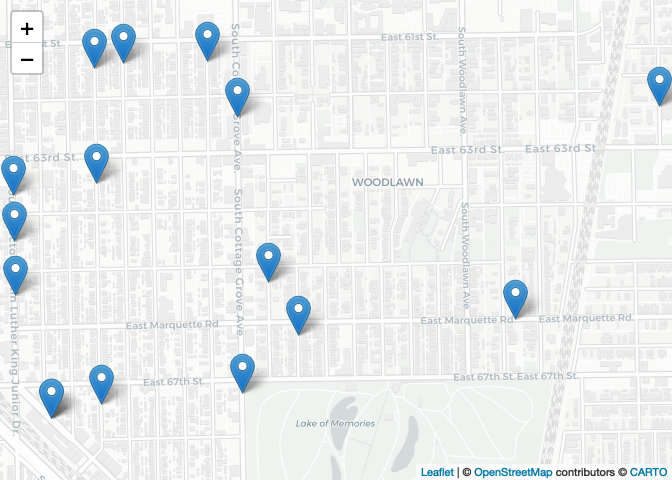 +
−
East 61st St.
st St.
South Cottage Grove Ave.
South Woodlawn Ave
East 63rd St.
East 63rd St.
East 63rd St.
WOODLAWN
South Cottage Grove Ave
South Woodlawn Ave
Luther King Junior Dr.
East Marquette Rd.
East Marquette Rd.
East Marquette Rd.
East 67th St.
East 67th St.
East 67th St.
Lake of Memories
Leaflet | © OpenStreetMap contributors © CARTO